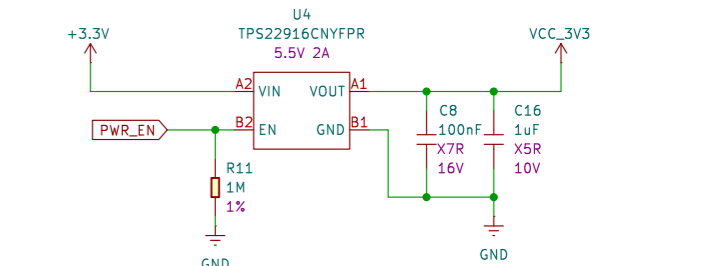 U4
+3.3V
TPS22916CNYFPR
VCC_3V3
5.5V 2A
A2
VIN
VOUT
A1
PWR_EN
B2
EN
GND
B1
C8
100nF
X7R
16V
C16
1uF
X5R
10V
R11
1M
1%
GND
GND